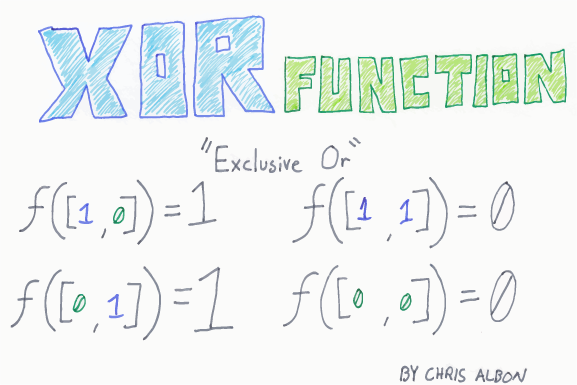 XOR FUNCTION
"Exclusive Or"
f([1,0])=1 f([1,1])=0
f([0,1])=1 f([0,0])=0
BY CHRIS ALBON